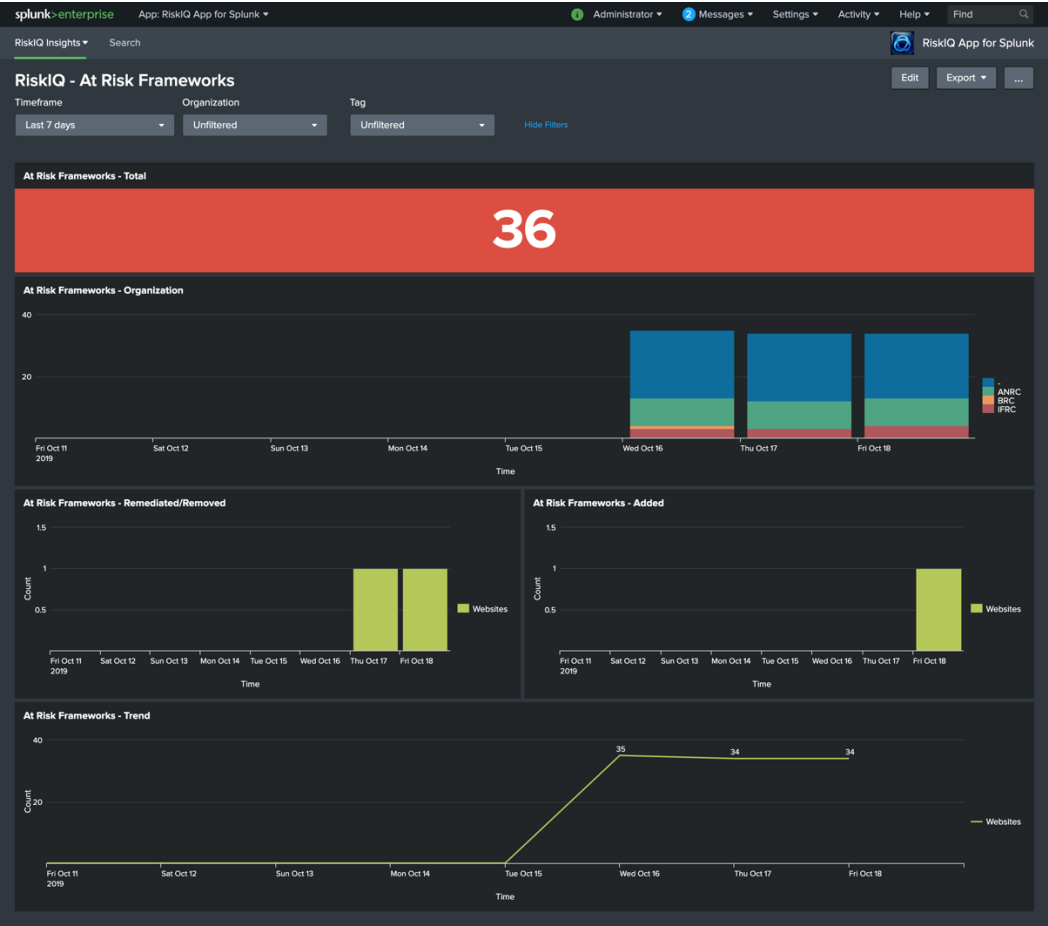 splunk>enterprise App: RiskIQ App for Splunk i Administrator 2 Messages Settings Activity Help Find
RiskIQ Insights Search RiskIQ App for Splunk
RiskIQ - At Risk Frameworks Edit Export ...
Timeframe Organization Tag
Last 7 days Unfiltered Unfiltered Hide Filters
At Risk Frameworks - Total
36
At Risk Frameworks - Organization
40
20
-
ANRC
BRC
IFRC
Fri Oct 11 Sat Oct 12 Sun Oct 13 Mon Oct 14 Tue Oct 15 Wed Oct 16 Thu Oct 17 Fri Oct 18
2019
Time
At Risk Frameworks - Remediated/Removed
1.5
1
0.5
Count
Websites
Fri Oct 11 Sat Oct 12 Sun Oct 13 Mon Oct 14 Tue Oct 15 Wed Oct 16 Thu Oct 17 Fri Oct 18
2019
Time
At Risk Frameworks - Added
1.5
1
0.5
Count
Websites
Fri Oct 11 Sat Oct 12 Sun Oct 13 Mon Oct 14 Tue Oct 15 Wed Oct 16 Thu Oct 17 Fri Oct 18
2019
Time
At Risk Frameworks - Trend
40
35 34 34
Count
20
Websites
Fri Oct 11 Sat Oct 12 Sun Oct 13 Mon Oct 14 Tue Oct 15 Wed Oct 16 Thu Oct 17 Fri Oct 18
2019
Time